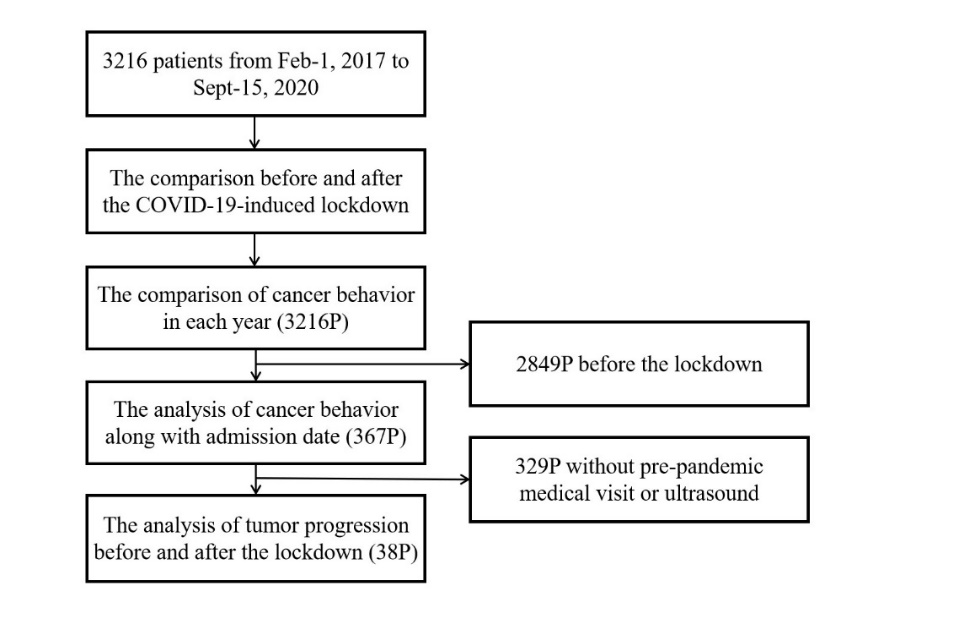 3216 patients from Feb-1, 2017 to
Sept-15, 2020
The comparison before and after
the COVID-19-induced lockdown
The comparison of cancer behavior
in each year (3216P)
2849P before the lockdown
The analysis of cancer behavior
along with admission date (367P)
329P without pre-pandemic
medical visit or ultrasound
The analysis of tumor progression
before and after the lockdown (38P)